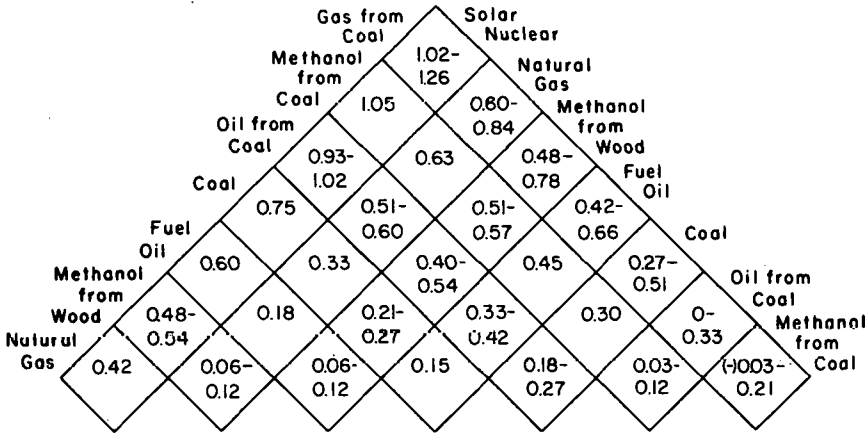 Gas from
Coal
Solar
Nuclear
Methanol
from
Coal
1.02-
1.26
Natural
Gas
1.05
0.60-
0.84
Methanol
from
Wood
Oil from
Coal
0.93-
1.02
0.63
0.48-
0.78
Fuel
Oil
Coal
0.75
0.51-
0.60
0.51-
0.57
0.42-
0.66
Coal
Fuel
Oil
0.60
0.33
0.40-
0.54
0.45
0.27-
0.51
Oil from
Coal
Methanol
from
Wood
0.48-
0.54
0.18
0.21-
0.27
0.33-
0.42
0.30
0-
0.33
Methanol
from
Coal
Natural
Gas
0.42
0.06-
0.12
0.06-
0.12
0.15
0.18-
0.27
0.03-
0.12
(-)0.03-
0.21